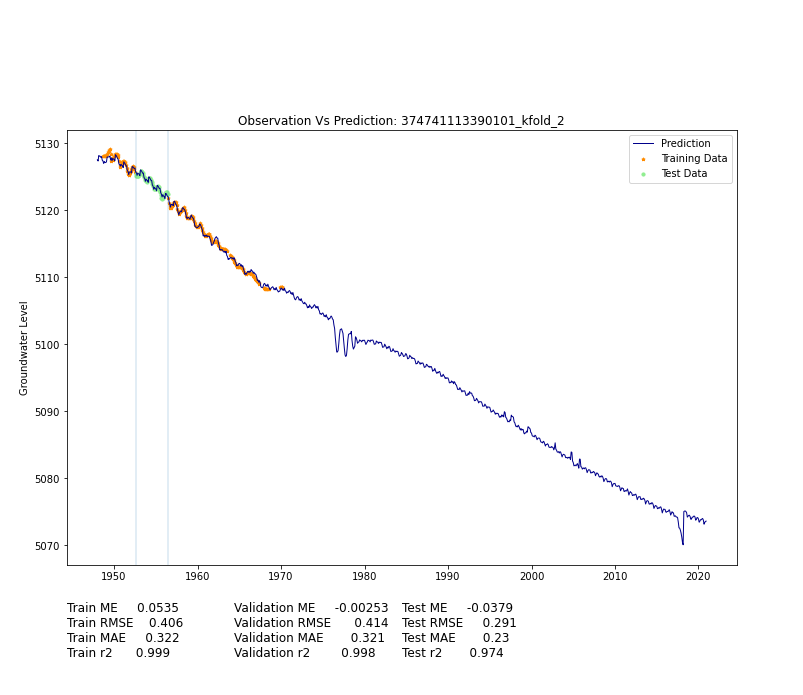 Observation Vs Prediction: 374741113390101_kfold_2
Prediction
Training Data
Test Data
Groundwater Level
5130
5120
5110
5100
5090
5080
5070
1950 1960 1970 1980 1990 2000 2010 2020
Train ME 0.0535 Validation ME -0.00253 Test ME -0.0379
Train RMSE 0.406 Validation RMSE 0.414 Test RMSE 0.291
Train MAE 0.322 Validation MAE 0.321 Test MAE 0.23
Train r2 0.999 Validation r2 0.998 Test r2 0.974